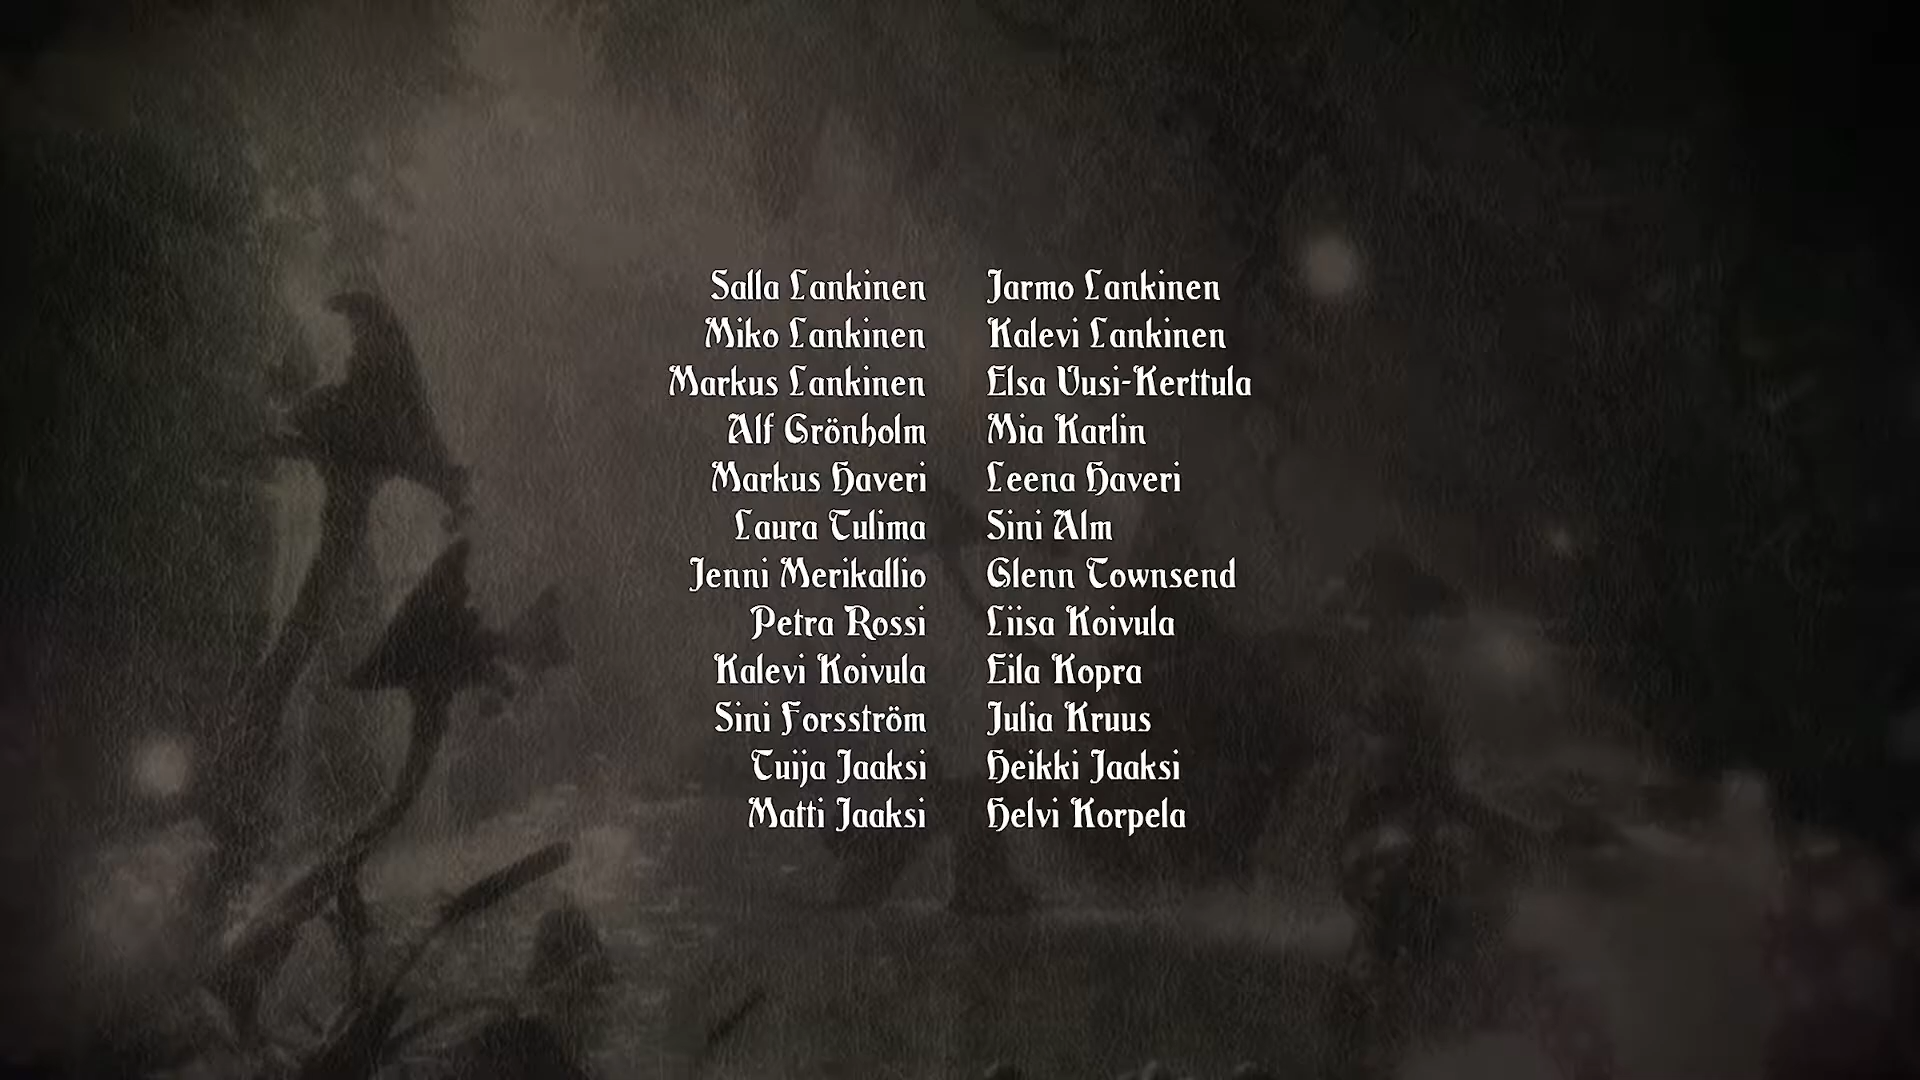 Salla Lankinen Jarmo Lankinen
Miko Lankinen Kalevi Lankinen
Markus Lankinen Elsa Uusi-Kerttula
Alf Grönholm Mia Karlin
Markus Haveri Leena Haveri
Laura Tulima Sini Alm
Jenni Merikallio Glenn Townsend
Petra Rossi Liisa Koivula
Kalevi Koivula Eila Kopra
Sini Forsström Julia Kruus
Tuija Jaaksi Heikki Jaaksi
Matti Jaaksi Helvi Korpela